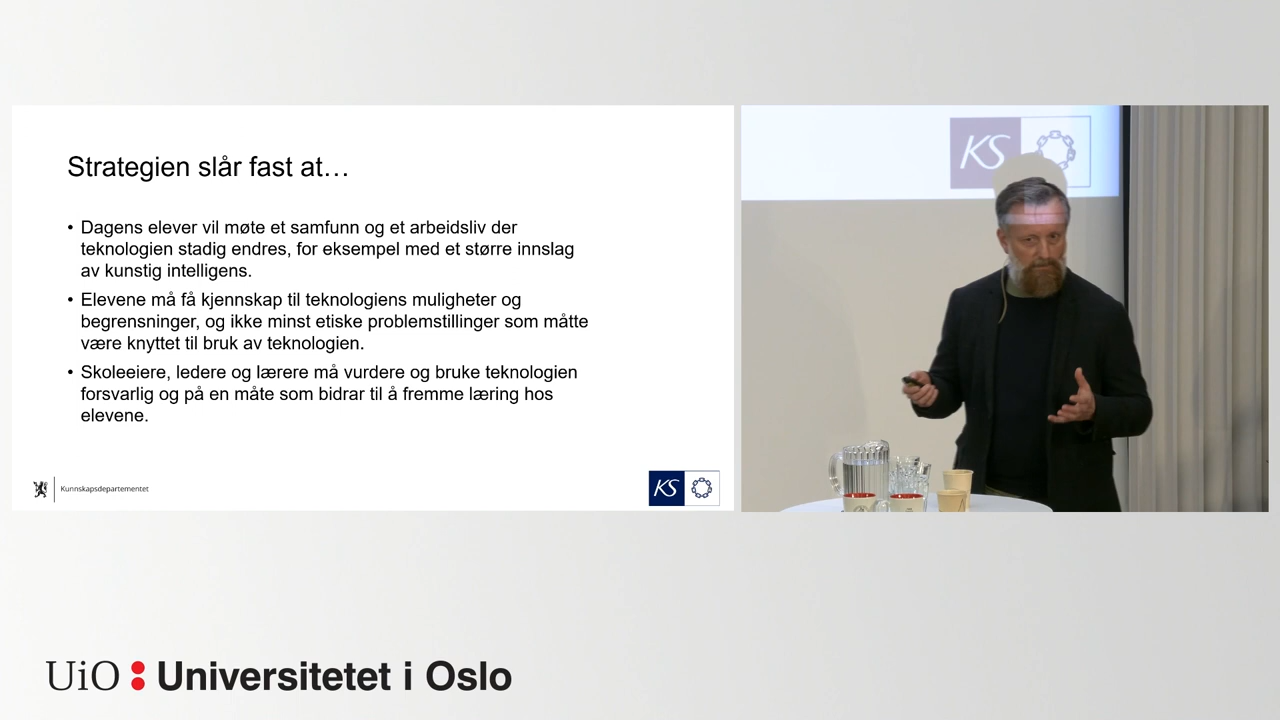 Strategien slår fast at…
• Dagens elever vil møte et samfunn og et arbeidsliv der
teknologien stadig endres, for eksempel med et større innslag
av kunstig intelligens.
• Elevene må få kjennskap til teknologiens muligheter og
begrensninger, og ikke minst etiske problemstillinger som måtte
være knyttet til bruk av teknologien.
• Skoleeiere, ledere og lærere må vurdere og bruke teknologien
forsvarlig og på en måte som bidrar til å fremme læring hos
elevene.
Kunnskapsdepartementet
KS
KS
UiO : Universitetet i Oslo